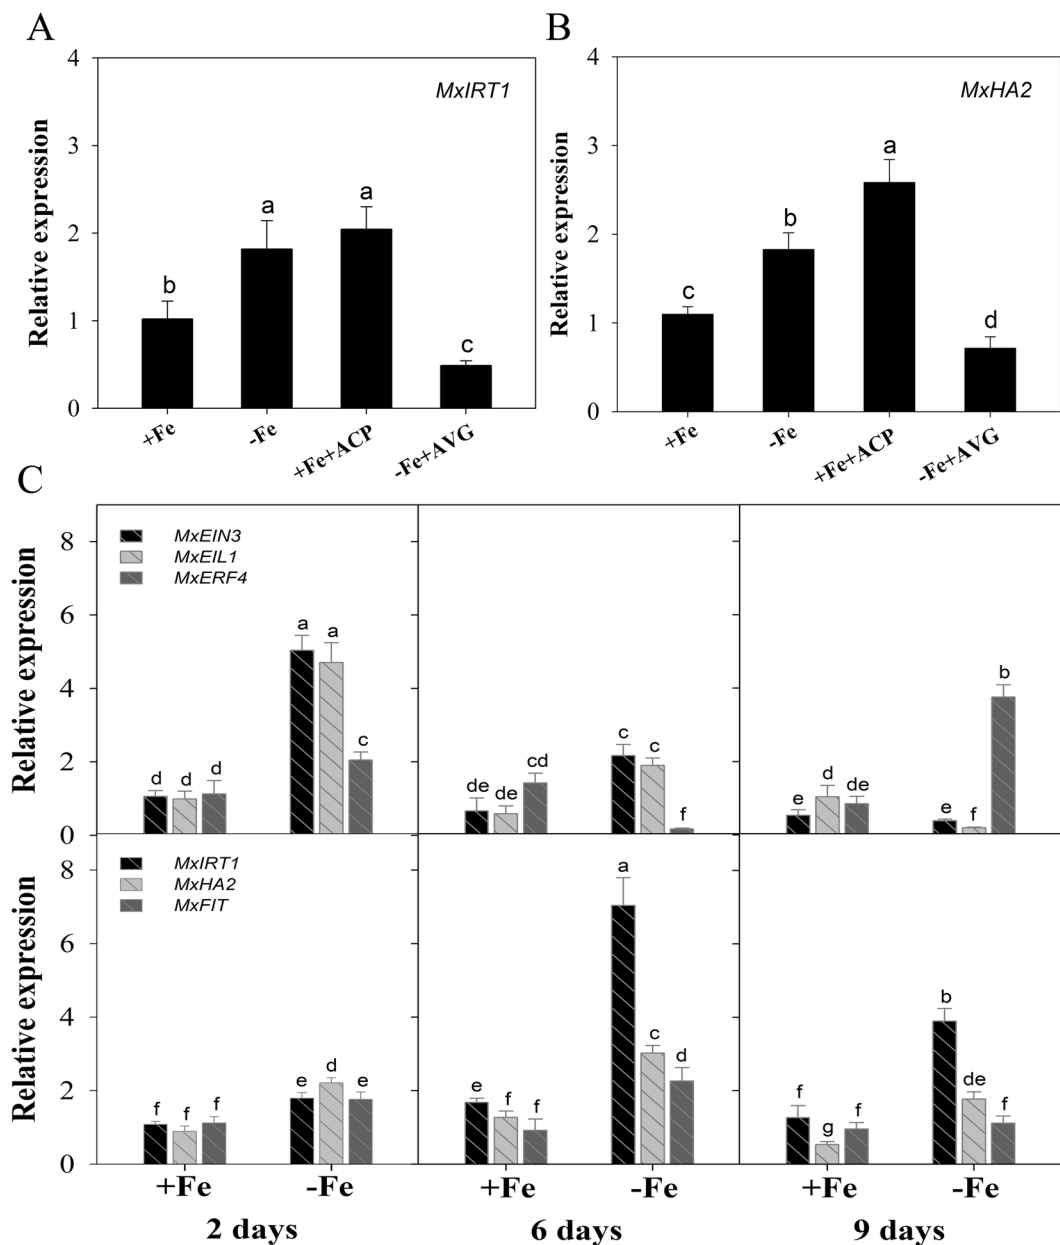 A
B
4
3
2
1
0
Relative expression
MxIRT1
b
a
a
c
+Fe
-Fe
+Fe+ACP
-Fe+AVG
4
3
2
1
0
Relative expression
MxHA2
c
b
a
d
+Fe
-Fe
+Fe+ACP
-Fe+AVG
C
8
6
4
2
0
Relative expression
MxEIN3
MxEIL1
MxERF4
d
d
d
a
a
c
de
de
cd
c
c
f
e
d
de
e
f
b
8
6
4
2
0
Relative expression
MxIRT1
MxHA2
MxFIT
f
f
f
e
d
e
e
f
f
a
c
d
f
g
f
b
de
f
+Fe
-Fe
+Fe
-Fe
+Fe
-Fe
2 days
6 days
9 days